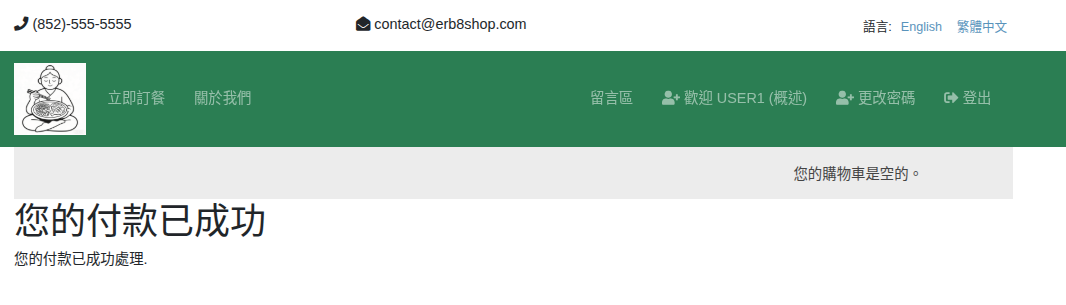 (852)-555-5555 contact@erb8shop.com 語言: English 繁體中文
立即訂餐 關於我們 留言區 歡迎 USER1 (概述) 更改密碼 登出
您的購物車是空的。
您的付款已成功
您的付款已成功處理.